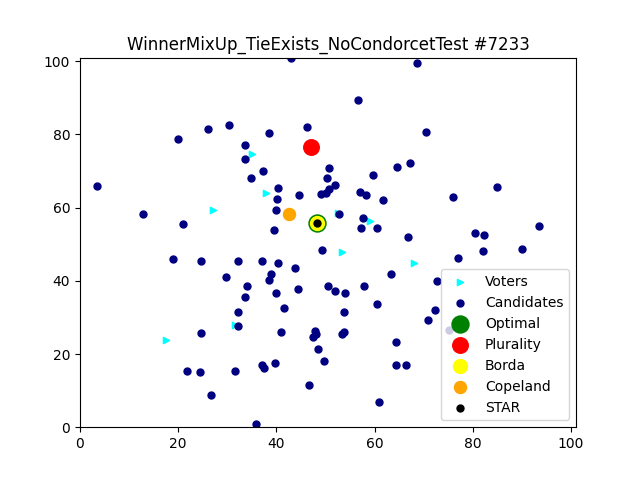 WinnerMixUp_TieExists_NoCondorcetTest #7233
100
80
60
40
20
0
0 20 40 60 80 100
Voters
Candidates
Optimal
Plurality
Borda
Copeland
STAR